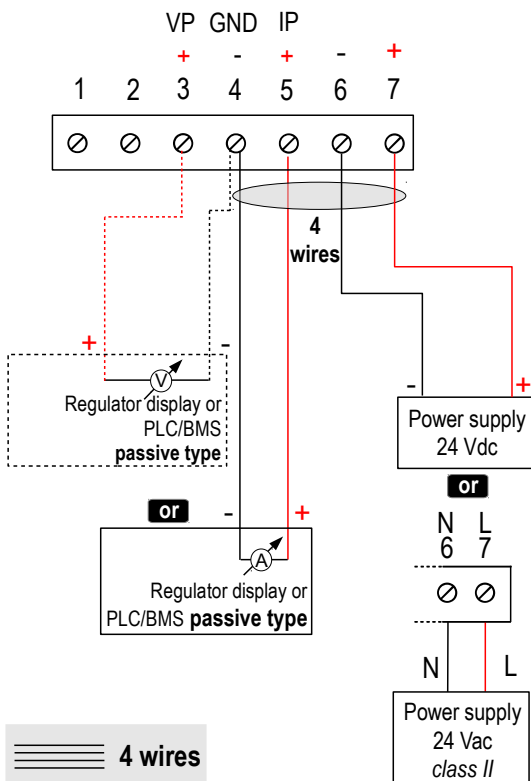 VP GND IP
+ - + - +
1 2 3 4 5 6 7
4
wires
+ -
V
Regulator display or
PLC/BMS
passive type
or
- +
A
Regulator display or
PLC/BMS passive type
- +
Power supply
24 Vdc
or
N L
6 7
N L
Power supply
24 Vac
class II
4 wires